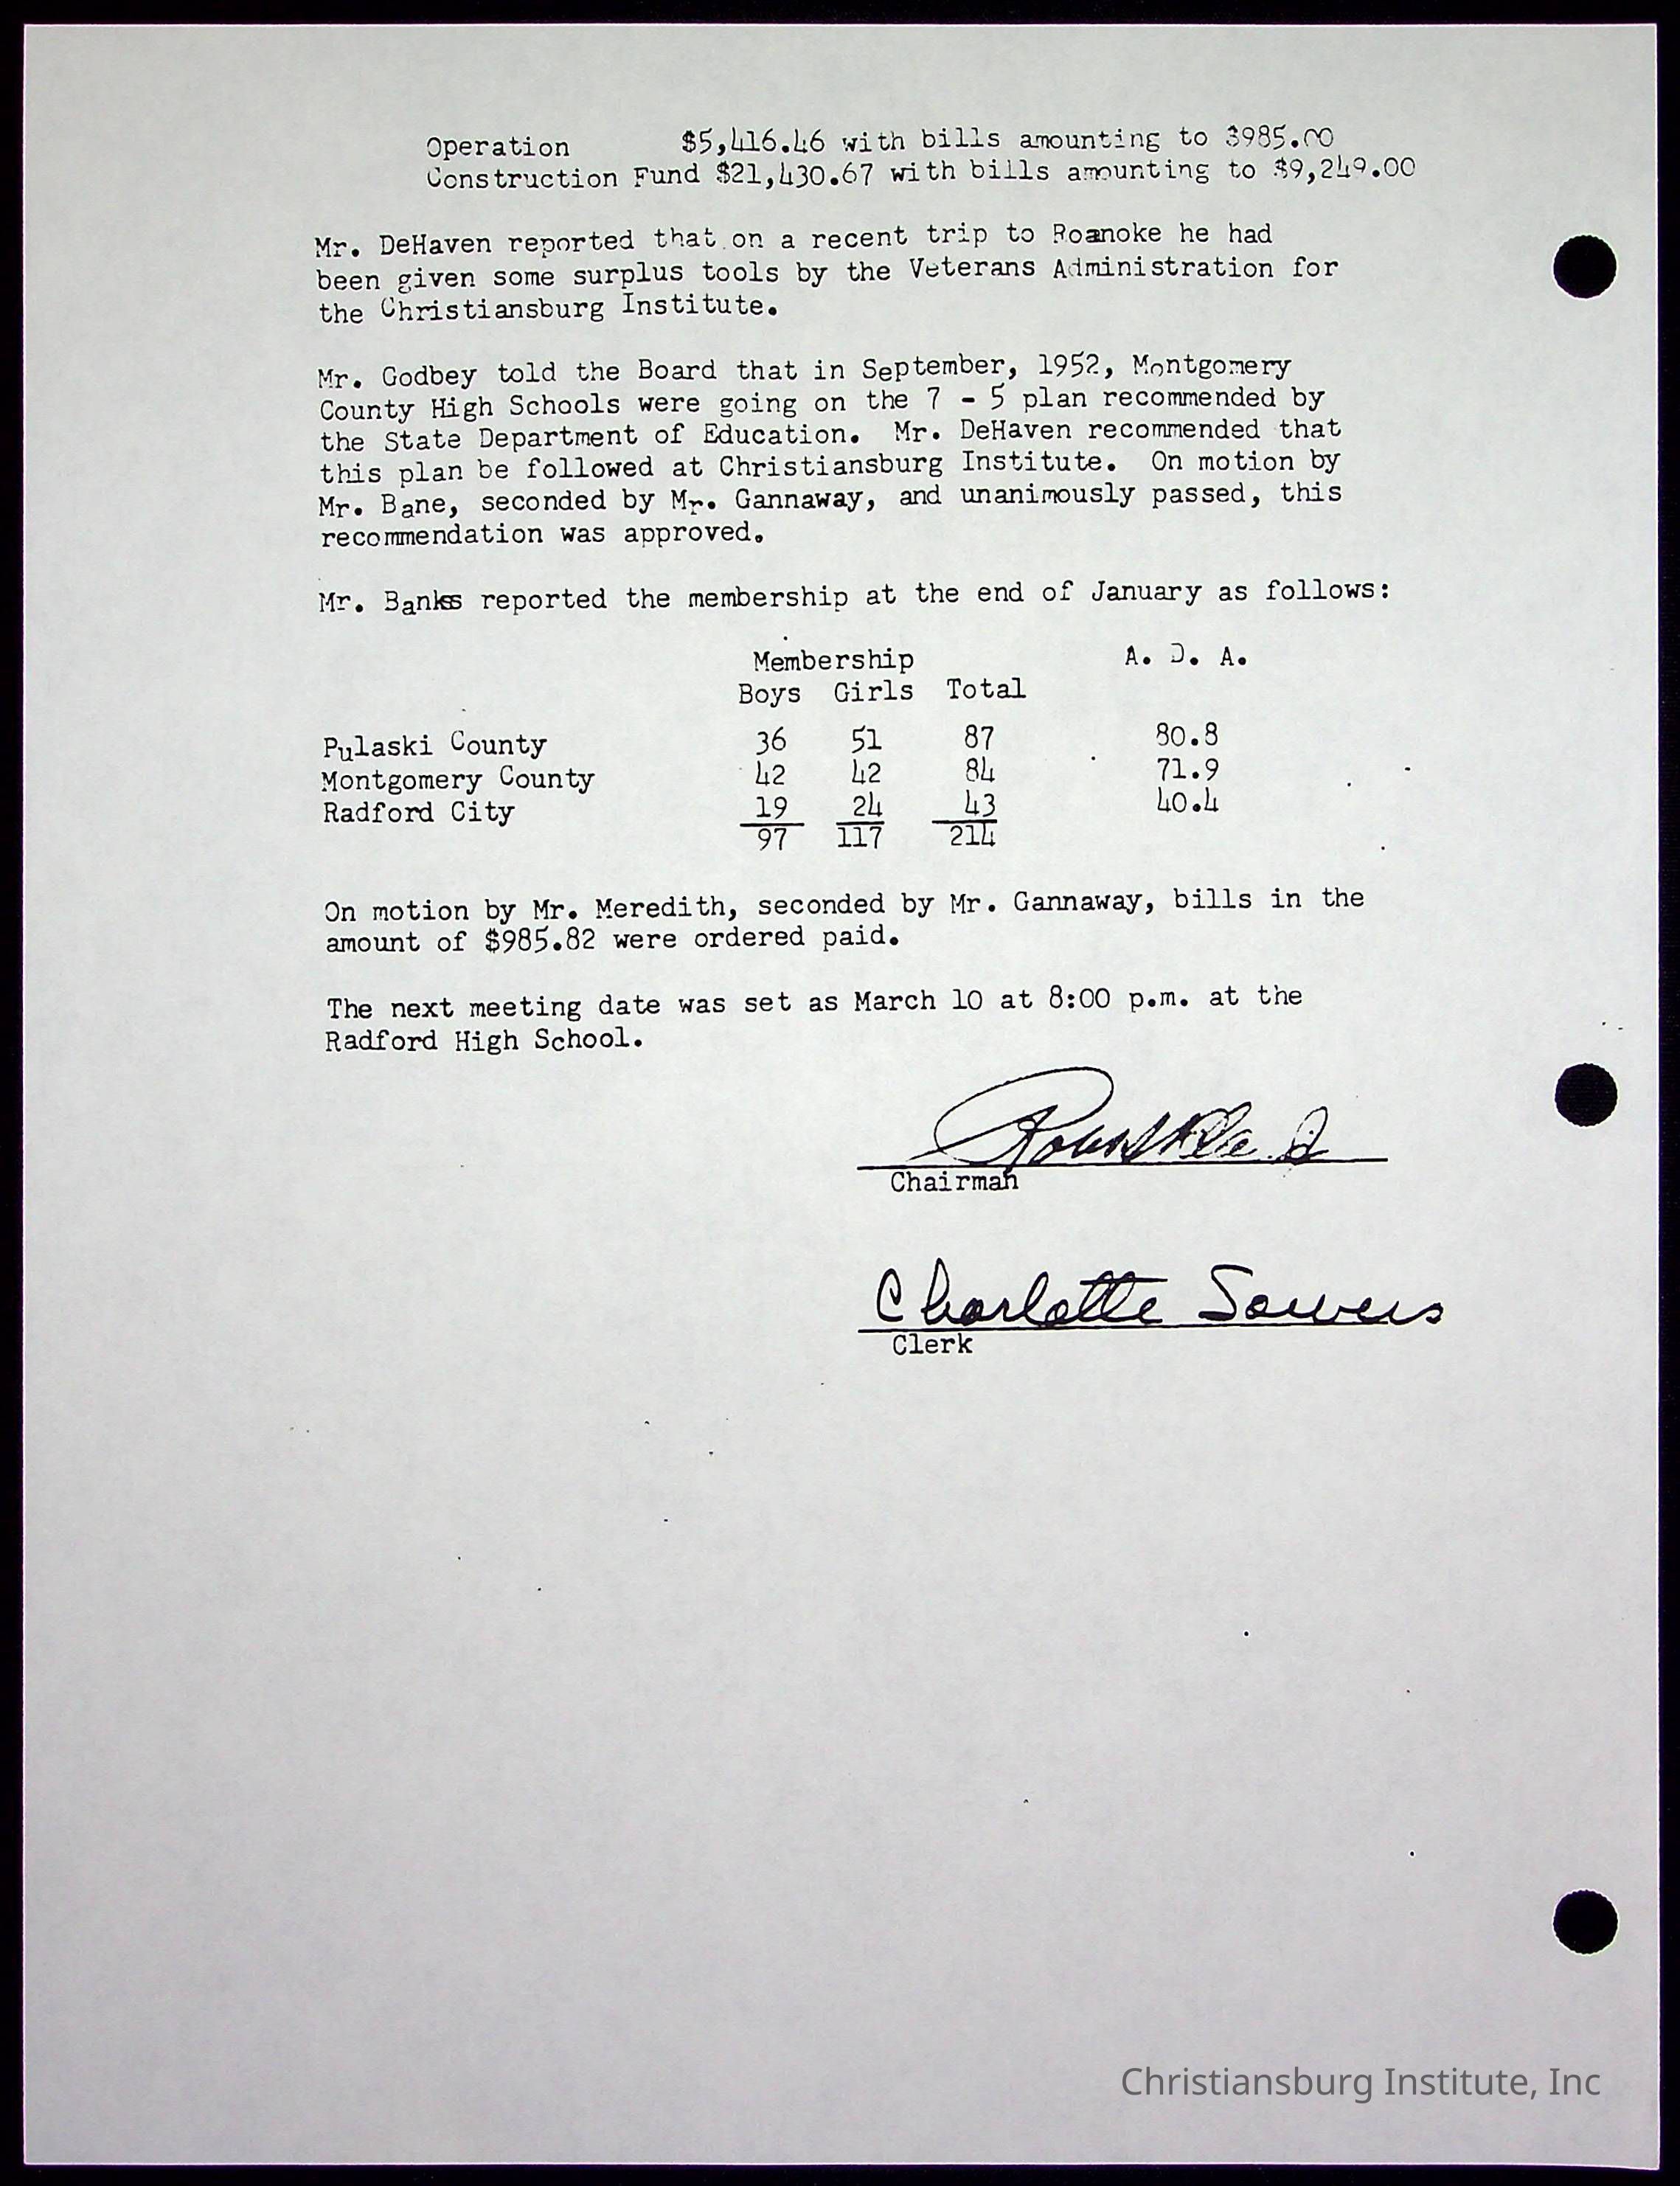 Operation $5,416.46 with bills amounting to $985.00
Construction Fund $21,430.67 with bills amounting to $9,249.00
Mr. DeHaven reported that on a recent trip to Roanoke he had
been given some surplus tools by the Veterans Administration for
the Christiansburg Institute.
Mr. Godbey told the Board that in September, 1952, Montgomery
County High Schools were going on the 7 - 5 plan recommended by
the State Department of Education. Mr. DeHaven recommended that
this plan be followed at Christiansburg Institute. On motion by
Mr. Bane, seconded by Mr. Gannaway, and unanimously passed, this
recommendation was approved.
Mr. Banks reported the membership at the end of January as follows:
Membership A. D. A.
Boys Girls Total
Pulaski County 36 51 87 80.8
Montgomery County 42 42 84 71.9
Radford City 19 24 43 40.4
97 117 214
On motion by Mr. Meredith, seconded by Mr. Gannaway, bills in the
amount of $985.82 were ordered paid.
The next meeting date was set as March 10 at 8:00 p.m. at the
Radford High School.
Chairman
Charlotte Sowers
Clerk
Christiansburg Institute, Inc